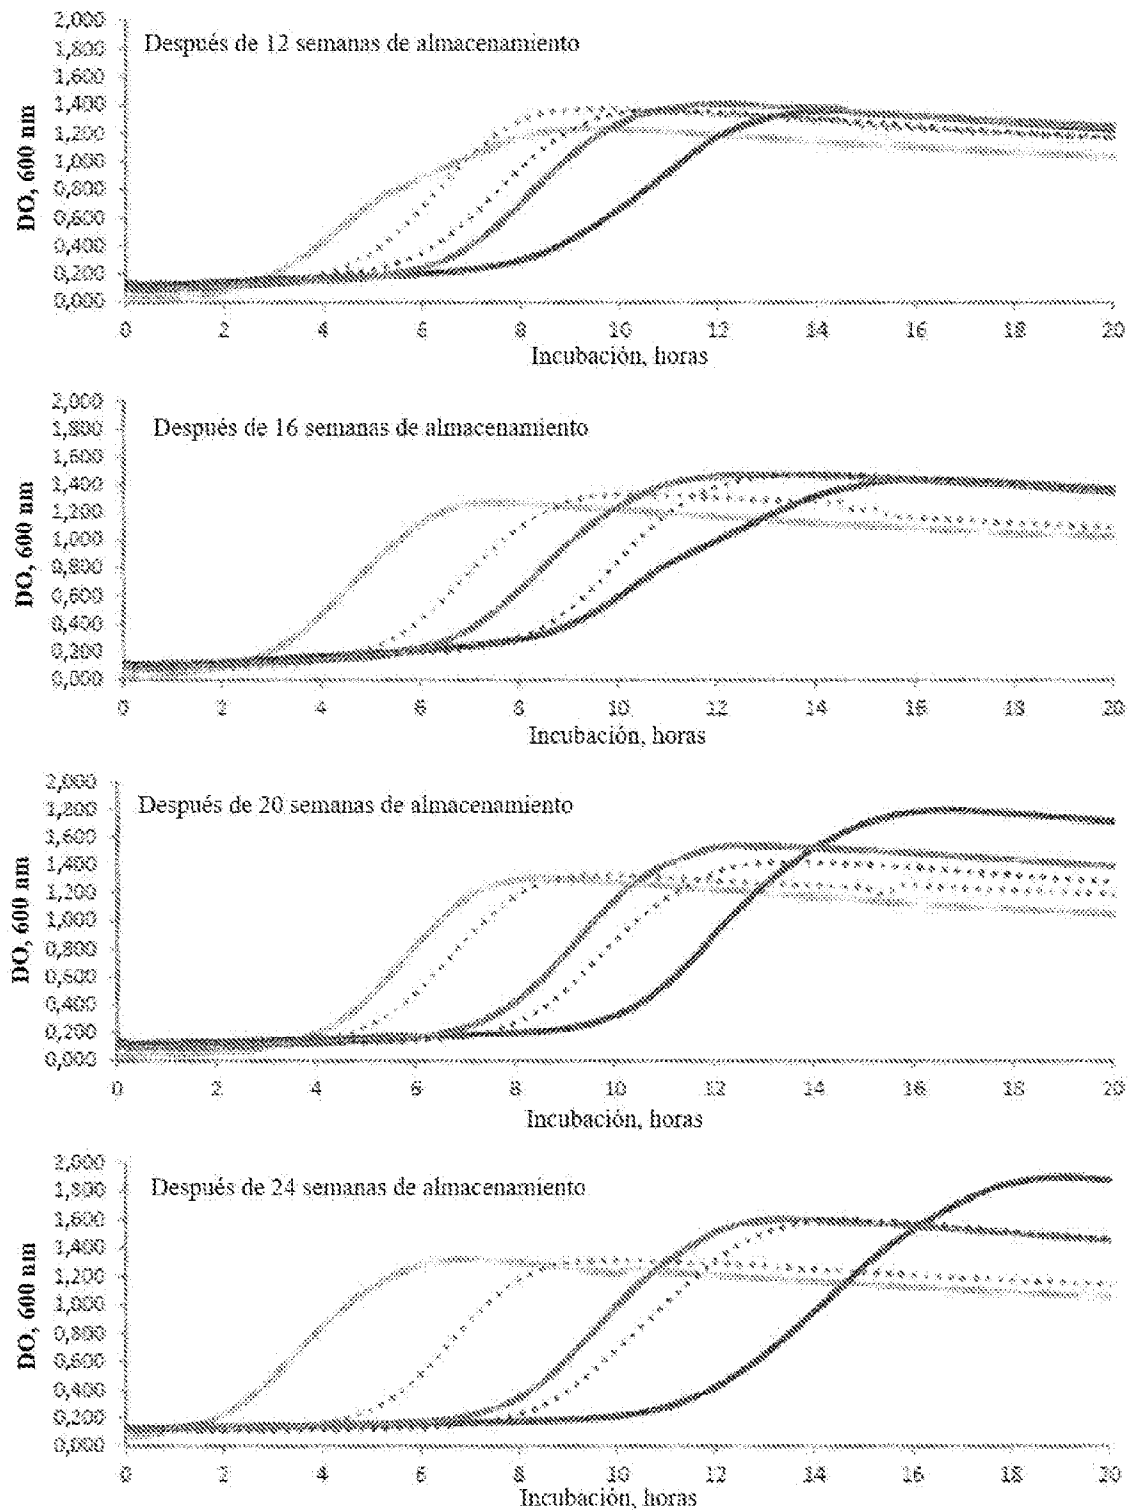 2,000
1,800
1,600
1,400
1,200
1,000
0,800
0,600
0,400
0,200
0,000
DO, 600 nm
Después de 12 semanas de almacenamiento
0 2 4 6 8 10 12 14 16 18 20
Incubación, horas
2,000
1,800
1,600
1,400
1,200
1,000
0,800
0,600
0,400
0,200
0,000
DO, 600 nm
Después de 16 semanas de almacenamiento
0 2 4 6 8 10 12 14 16 18 20
Incubación, horas
2,000
1,800
1,600
1,400
1,200
1,000
0,800
0,600
0,400
0,200
0,000
DO, 600 nm
Después de 20 semanas de almacenamiento
0 2 4 6 8 10 12 14 16 18 20
Incubación, horas
2,000
1,800
1,600
1,400
1,200
1,000
0,800
0,600
0,400
0,200
0,000
DO, 600 nm
Después de 24 semanas de almacenamiento
0 2 4 6 8 10 12 14 16 18 20
Incubación, horas